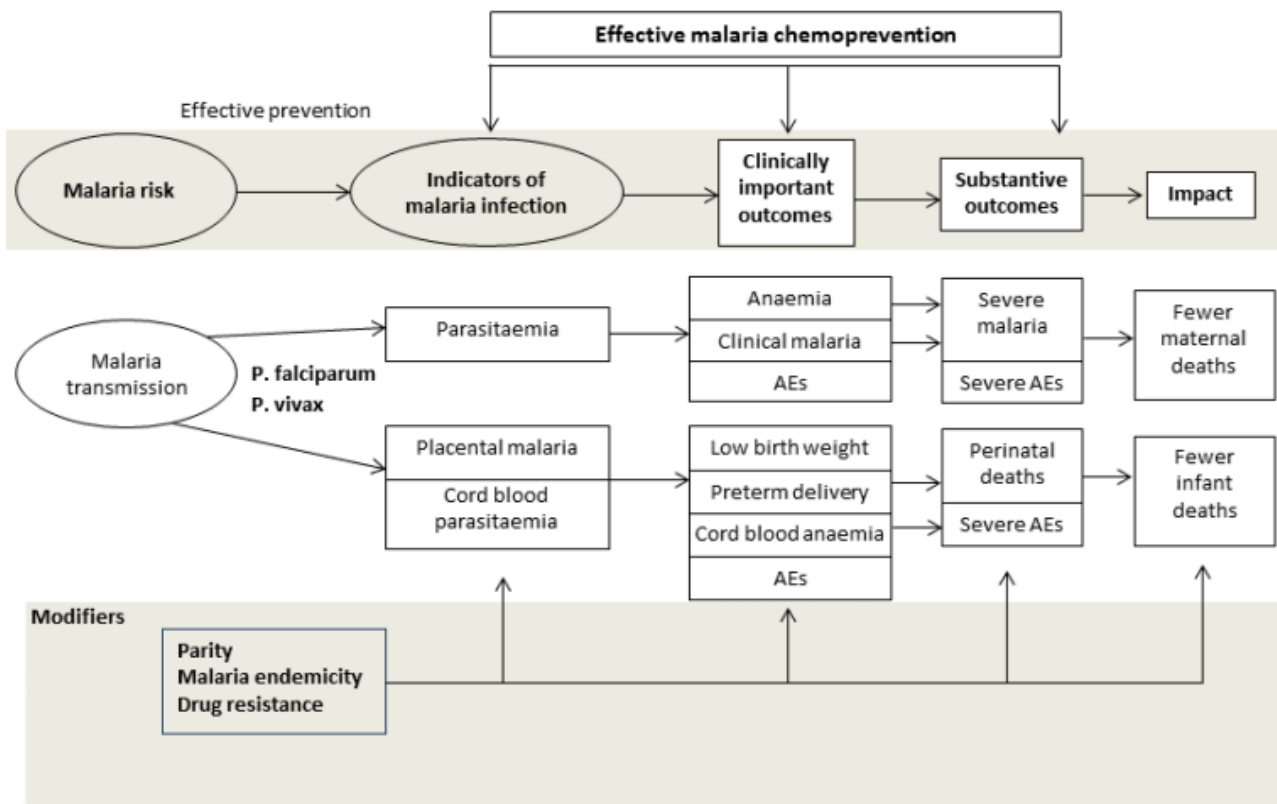 Effective malaria chemoprevention
Effective prevention
Malaria risk
Indicators of
malaria infection
Clinically
important
outcomes
Substantive
outcomes
Impact
Malaria
transmission
P. falciparum
P. vivax
Parasitaemia
Anaemia
Clinical malaria
AEs
Severe
malaria
Severe AEs
Fewer
maternal
deaths
Placental malaria
Cord blood
parasitaemia
Low birth weight
Preterm delivery
Cord blood anaemia
AEs
Perinatal
deaths
Severe AEs
Fewer
infant
deaths
Modifiers
Parity
Malaria endemicity
Drug resistance